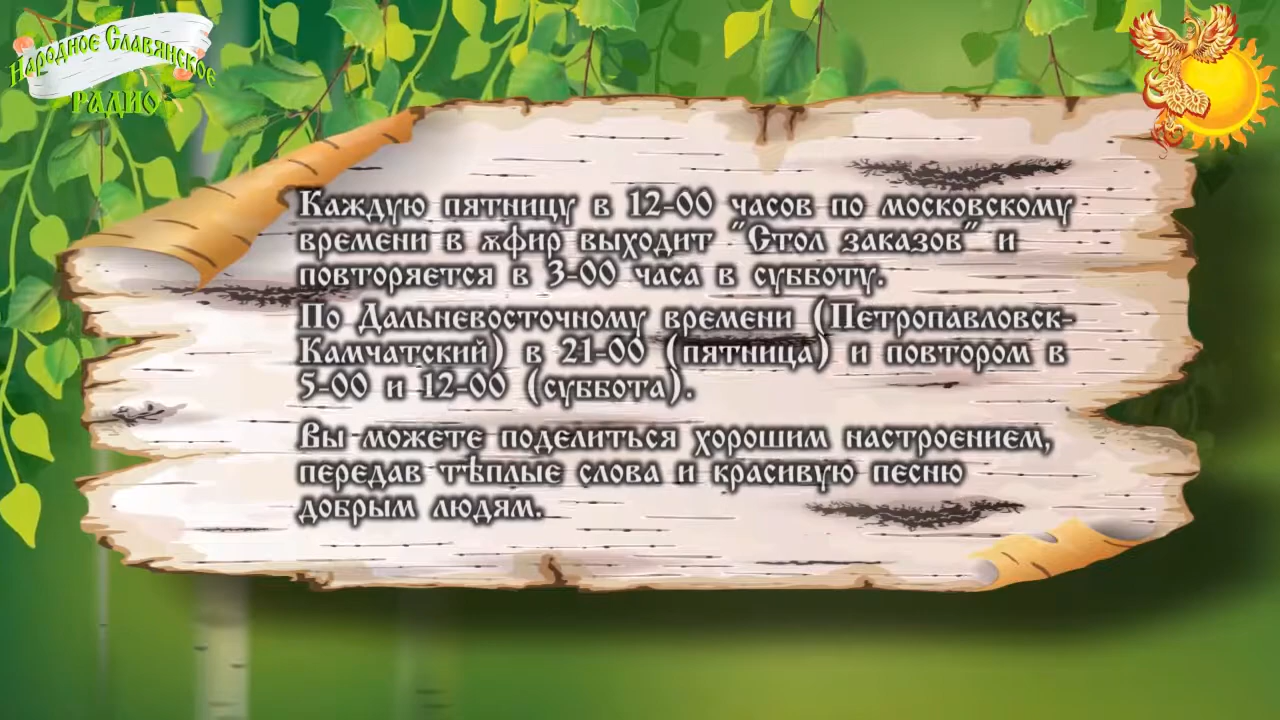 Народное Славянское
РАДИО
Каждую пятницу в 12-00 часов по московскому
времени в эфир выходит "Стол заказов" и
повторяется в 3-00 часа в субботу.
По Дальневосточному времени (Петропавловск-
Камчатский) в 21-00 (пятница) и повтором в
5-00 и 12-00 (суббота).
Вы можете поделиться хорошим настроением,
передав тѣплые слова и красивую песню
добрым людям.